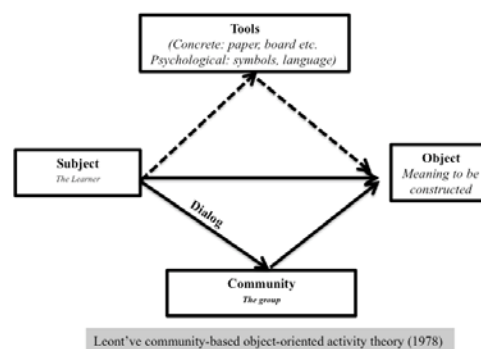 Tools
(Concrete: paper, board etc.
Psychological: symbols, language)
Subject
The Learner
Object
Meaning to be
constructed
Dialog
Community
The group
Leont've community-based object-oriented activity theory (1978)